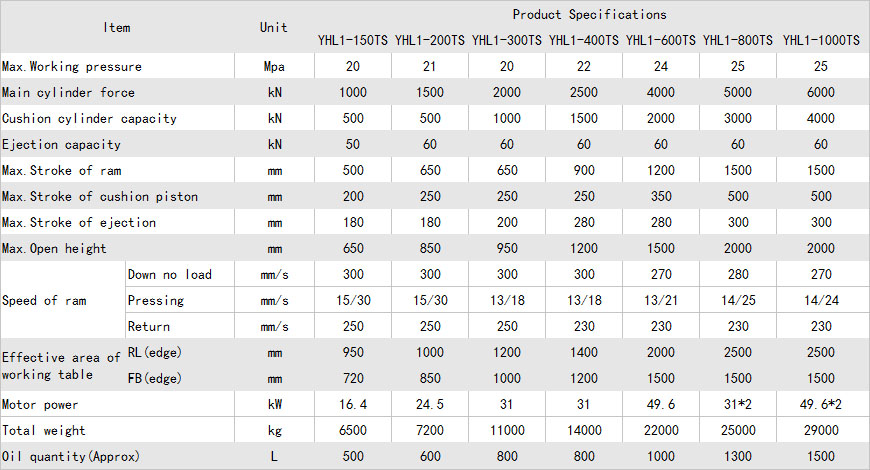 Item Unit Product Specifications
YHL1-150TS YHL1-200TS YHL1-300TS YHL1-400TS YHL1-600TS YHL1-800TS YHL1-1000TS
Max.Working pressure Mpa 20 21 20 22 24 25 25
Main cylinder force kN 1000 1500 2000 2500 4000 5000 6000
Cushion cylinder capacity kN 500 500 1000 1500 2000 3000 4000
Ejection capacity kN 50 60 60 60 60 60 60
Max.Stroke of ram mm 500 650 650 900 1200 1500 1500
Max.Stroke of cushion piston mm 200 250 250 250 350 500 500
Max.Stroke of ejection mm 180 180 200 280 280 300 300
Max.Open height mm 650 850 950 1200 1500 2000 2000
Speed of ram Down no load mm/s 300 300 300 300 270 280 270
Pressing mm/s 15/30 15/30 13/18 13/18 13/21 14/25 14/24
Return mm/s 250 250 250 230 230 230 230
Effective area of working table RL(edge) mm 950 1000 1200 1400 2000 2500 2500
FB(edge) mm 720 850 1000 1200 1500 1500 1500
Motor power kW 16.4 24.5 31 31 49.6 31*2 49.6*2
Total weight kg 6500 7200 11000 14000 22000 25000 29000
Oil quantity(Approx) L 500 600 800 800 1000 1300 1500